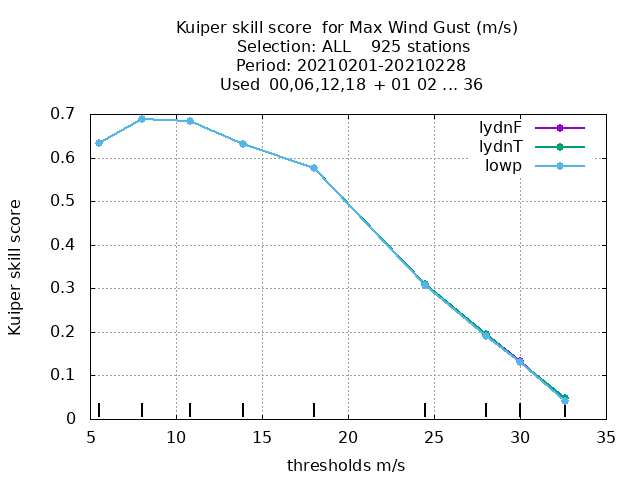 Kuiper skill score  for Max Wind Gust (m/s)
Selection: ALL    925 stations
Period: 20210201-20210228
Used  00,06,12,18  + 01 02 ... 36
lydnF
lydnT
lowp
0.7
0.6
0.5
0.4
0.3
0.2
0.1
0
Kuiper skill score
5 10 15 20 25 30 35
thresholds m/s